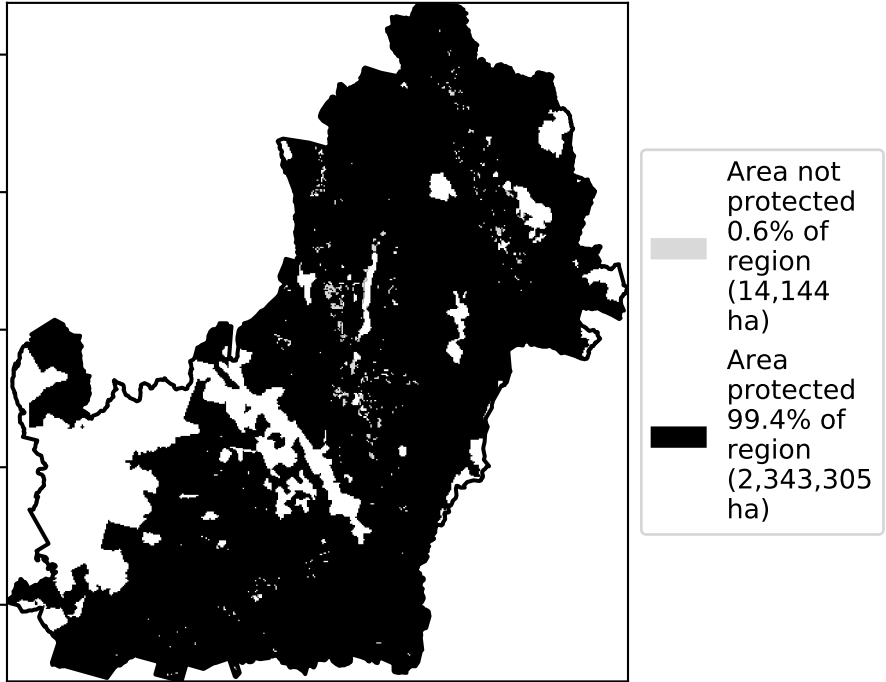 Area not
protected
0.6% of
region
(14,144
ha)
Area
protected
99.4% of
region
(2,343,305
ha)